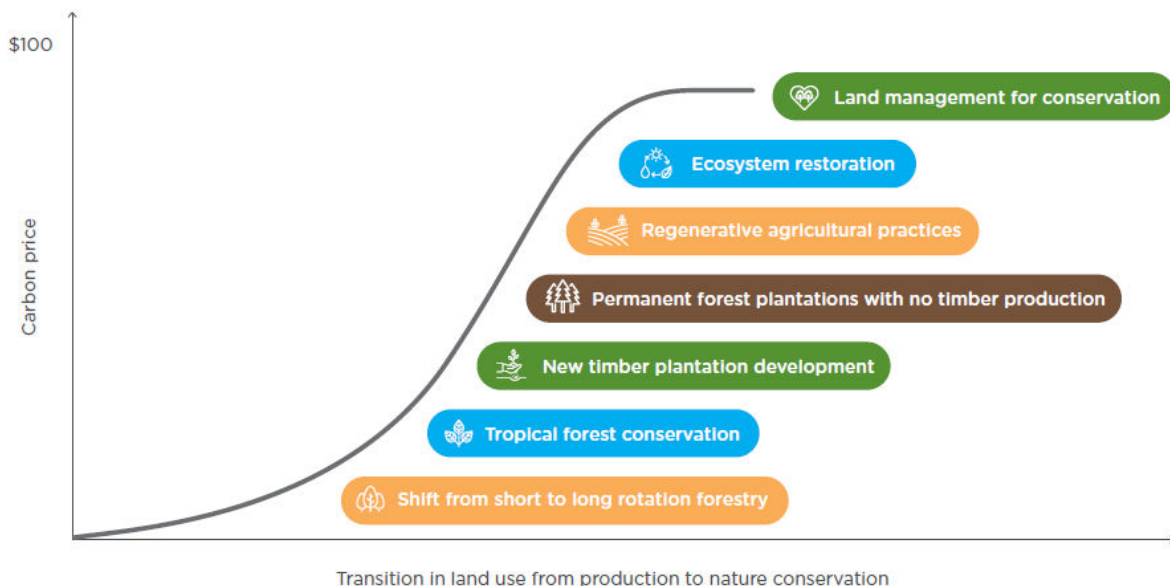 $100
Carbon price
Land management for conservation
Ecosystem restoration
Regenerative agricultural practices
Permanent forest plantations with no timber production
New timber plantation development
Tropical forest conservation
Shift from short to long rotation forestry
Transition in land use from production to nature conservation